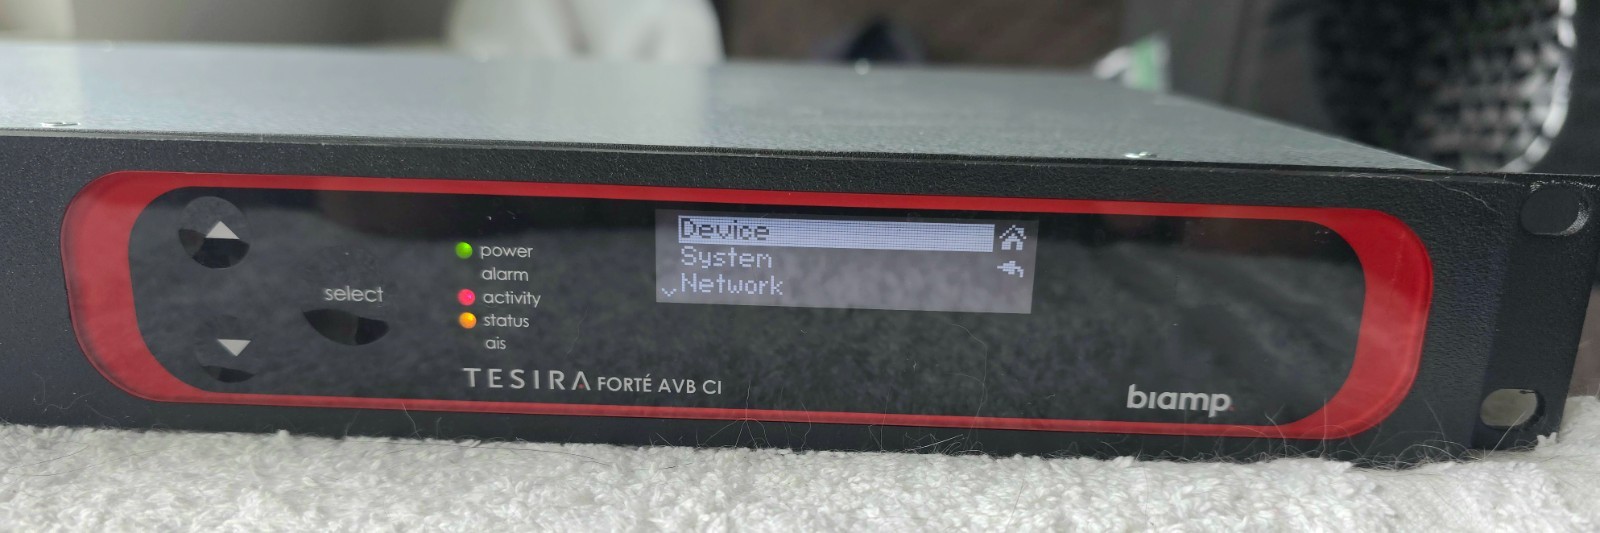 select
power
alarm
activity
status
ais
Device
System
Network
TESIRA FORTÉ AVB CI
biamp.